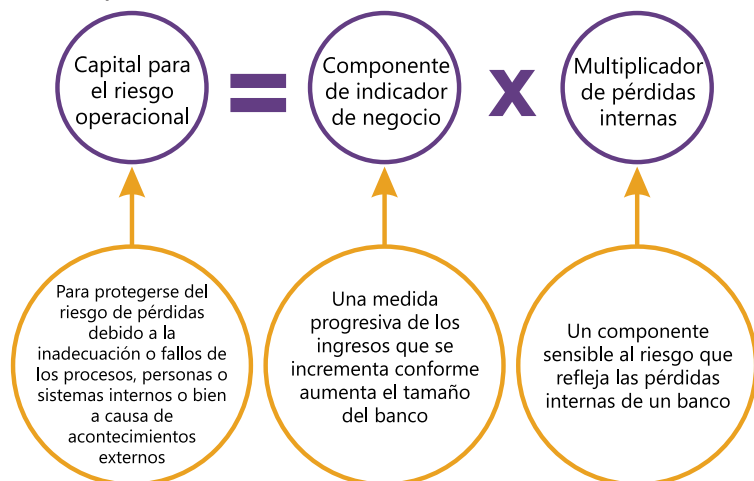 Capital para
el riesgo
operacional
=
Componente
de indicador
de negocio
x
Multiplicador
de pérdidas
internas
Para protegerse del
riesgo de pérdidas
debido a la
inadecuación o fallos de
los procesos, personas o
sistemas internos o bien
a causa de
acontecimientos
externos
Una medida
progresiva de los
ingresos que se
incrementa conforme
aumenta el tamaño
del banco
Un componente
sensible al riesgo que
refleja las pérdidas
internas de un banco